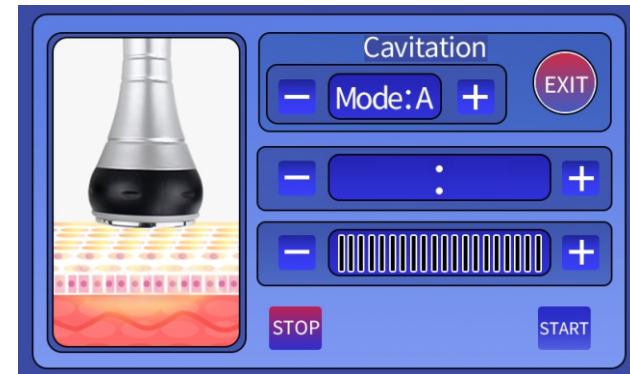 Cavitation
EXIT
− Mode:A +
− : +
− +
STOP
START